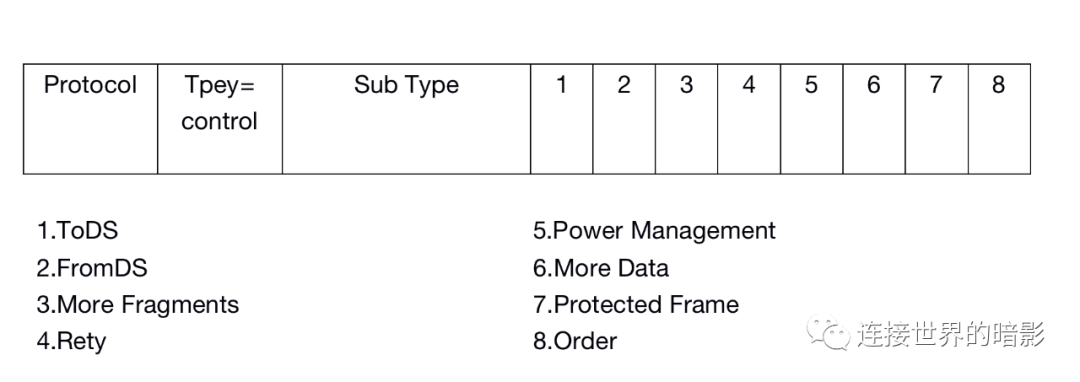 Protocol Tpey= Sub Type 1 2 3 4 5 6 7 8
control
1.ToDS
2.FromDS
3.More Fragments
4.Rety
5.Power Management
6.More Data
7.Protected Frame
8.Order
连接世界的暗影